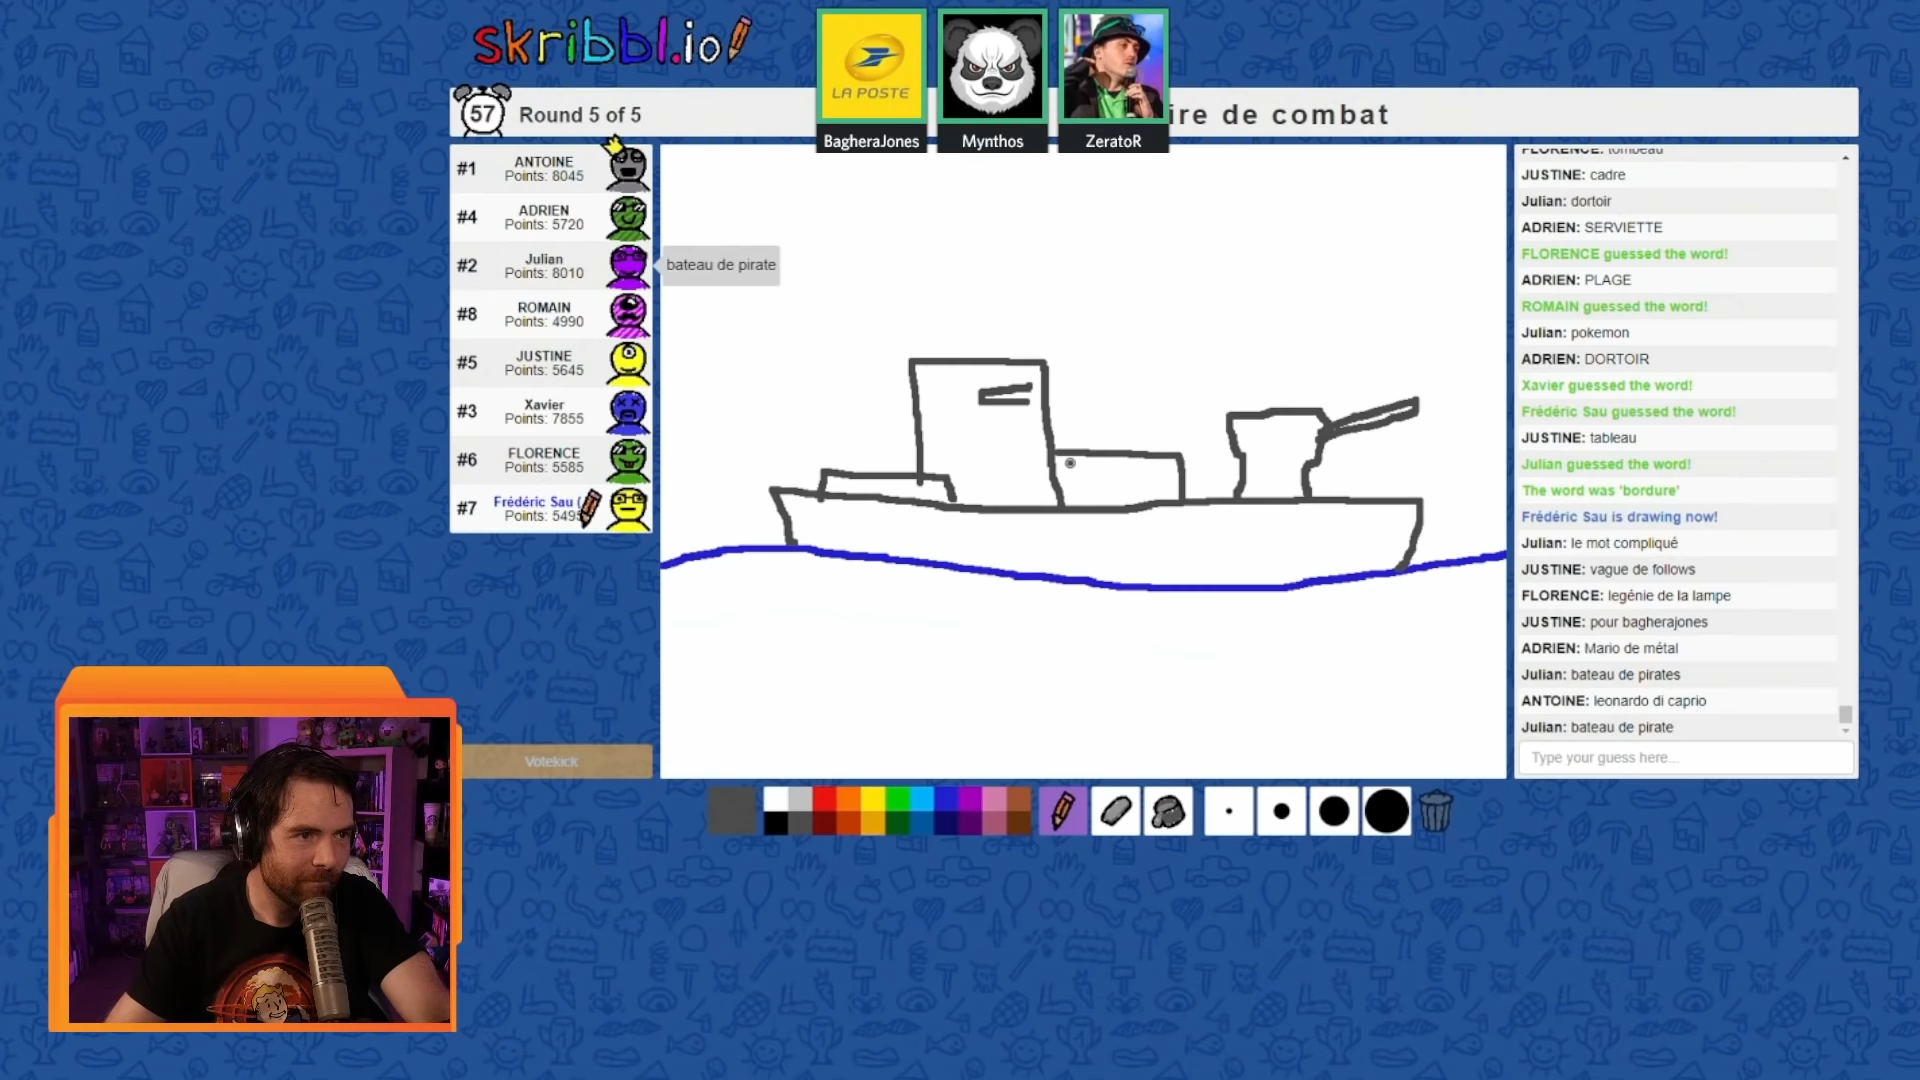 skribbl.io
LA POSTE
BagheraJones
Mynthos
ZeratoR
57
Round 5 of 5
ire de combat
#1
ANTOINE
Points: 8045
#4
ADRIEN
Points: 5720
#2
Julian
Points: 8010
#8
ROMAIN
Points: 4990
#5
JUSTINE
Points: 5645
#3
Xavier
Points: 7855
#6
FLORENCE
Points: 5585
#7
Frédéric Sau (
Points: 5495
bateau de pirate
Votekick
FLORENCE: tombeau
JUSTINE: cadre
Julian: dortoir
ADRIEN: SERVIETTE
FLORENCE guessed the word!
ADRIEN: PLAGE
ROMAIN guessed the word!
Julian: pokemon
ADRIEN: DORTOIR
Xavier guessed the word!
Frédéric Sau guessed the word!
JUSTINE: tableau
Julian guessed the word!
The word was 'bordure'
Frédéric Sau is drawing now!
Julian: le mot compliqué
JUSTINE: vague de follows
FLORENCE: legénie de la lampe
JUSTINE: pour bagherajones
ADRIEN: Mario de métal
Julian: bateau de pirates
ANTOINE: leonardo di caprio
Julian: bateau de pirate
Type your guess here...